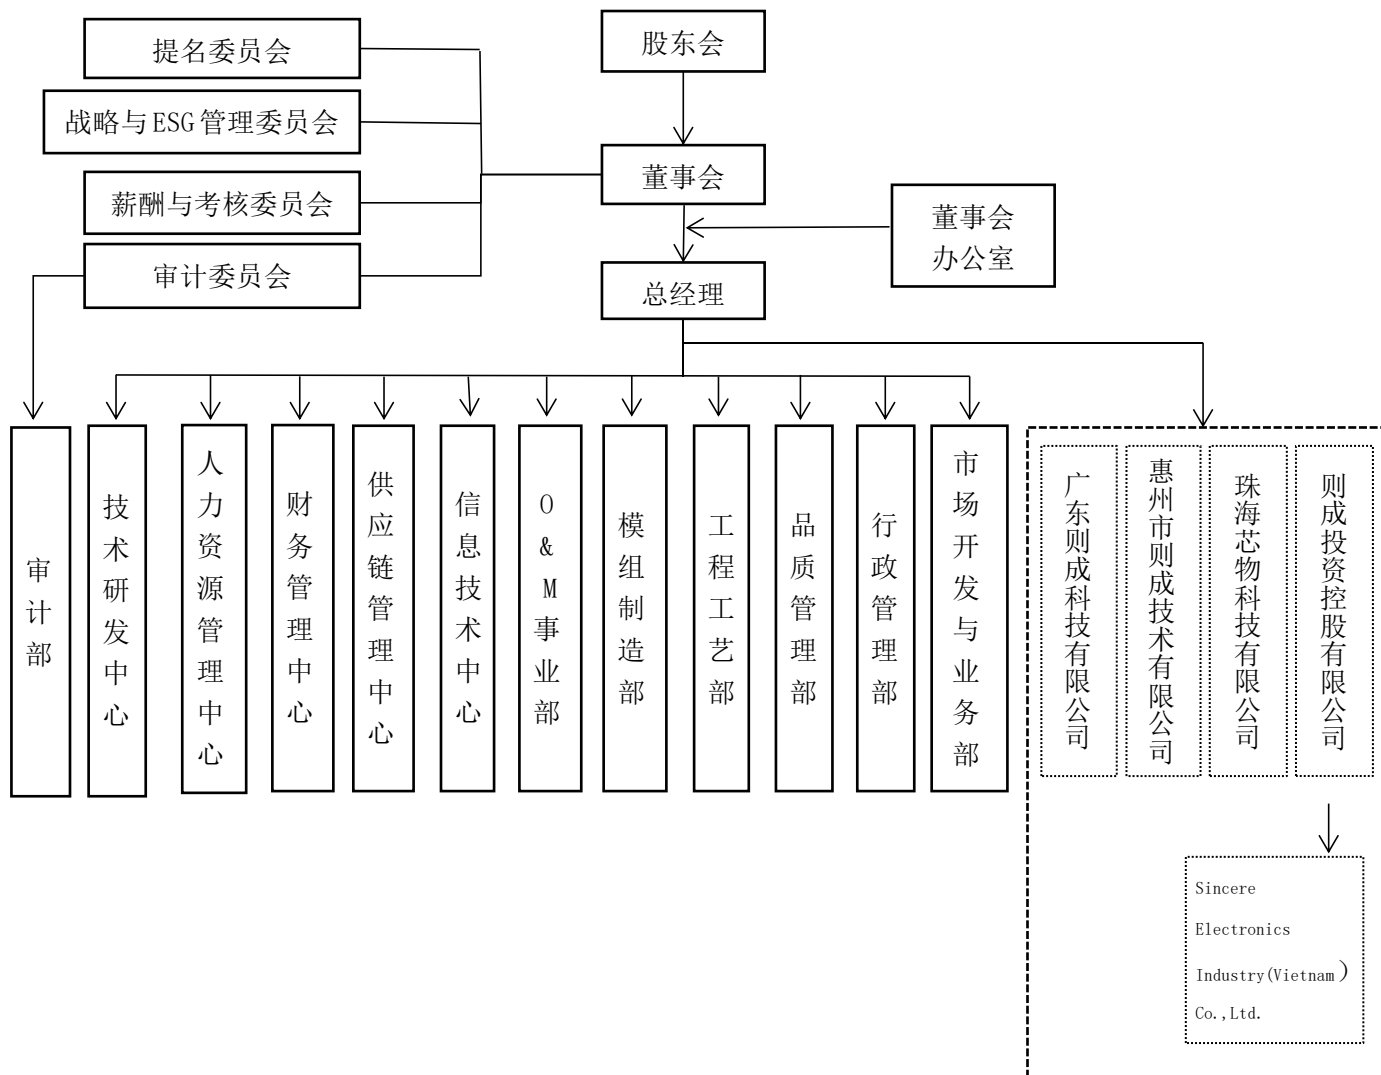 提名委员会
股东会
战略与ESG管理委员会
董事会
薪酬与考核委员会
董事会
办公室
审计委员会
总经理
审计部
技术研发中心
人力资源管理中心
财务管理中心
供应链管理中心
信息技术中心
O&M事业部
模组制造部
工程工艺部
品质管理部
行政管理部
市场开发与业务部
广东则成科技有限公司
惠州市则成技术有限公司
珠海芯物科技有限公司
则成投资控股有限公司
Sincere
Electronics
Industry(Vietnam）
Co.,Ltd.